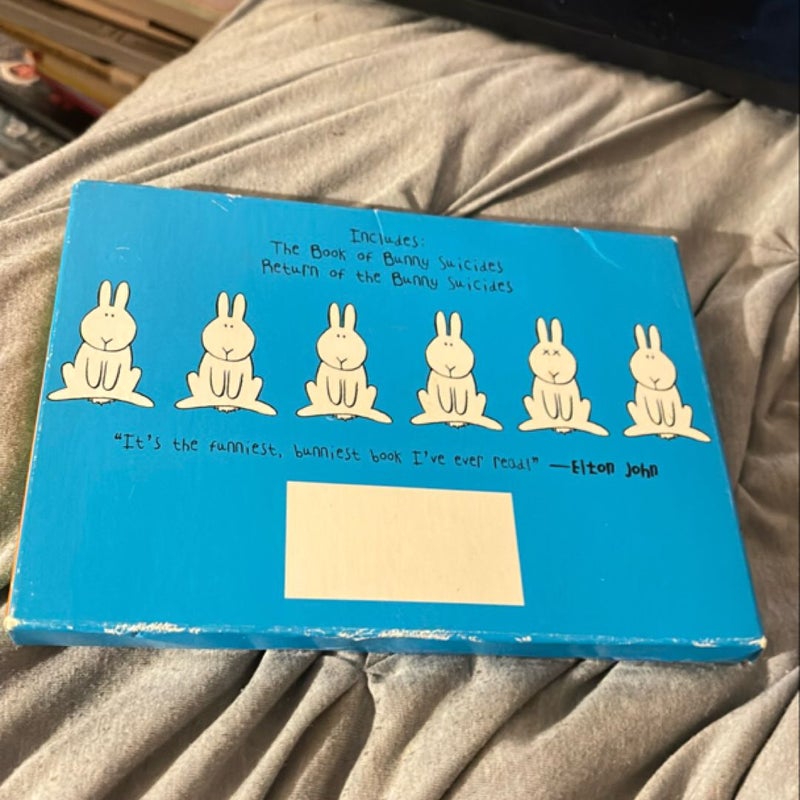 Includes:
The Book of Bunny Suicides
Return of the Bunny Suicides
"It's the funniest, bunniest book I've ever read!" —Elton John